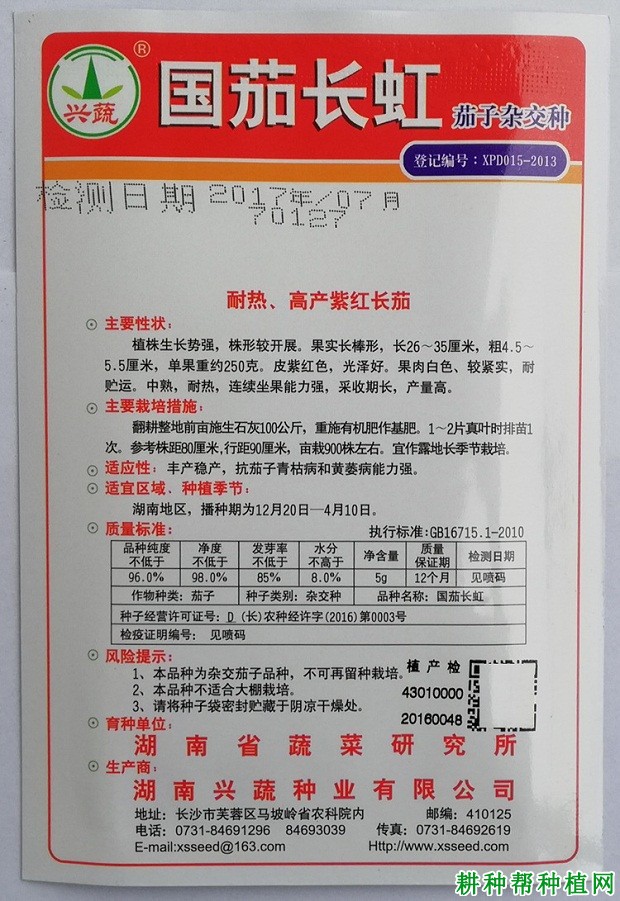 兴蔬
®
国茄长虹
茄子杂交种
登记编号：XPD015-2013
检测日期 2017年/07月
70127
耐热、高产紫红长茄
⊙ 主要性状：
植株生长势强，株形较开展。果实长棒形，长26～35厘米，粗4.5～
5.5厘米，单果重约250克。皮紫红色，光泽好。果肉白色、较紧实，耐
贮运。中熟，耐热，连续坐果能力强，采收期长，产量高。
⊙ 主要栽培措施：
翻耕整地前亩施生石灰100公斤，重施有机肥作基肥。1～2片真叶时排苗1
次。参考株距80厘米，行距90厘米，亩栽900株左右。宜作露地长季节栽培。
⊙ 适应性：丰产稳产，抗茄子青枯病和黄萎病能力强。
⊙ 适宜区域、种植季节：
湖南地区，播种期为12月20日—4月10日。
⊙ 质量标准： 执行标准:GB16715.1-2010
品种纯度不低于 净度不低于 发芽率不低于 水分不高于 净含量 质量保证期 检测日期
96.0% 98.0% 85% 8.0% 5g 12个月 见喷码
作物种类：茄子 种子类别：杂交种 品种名称：国茄长虹
种子经营许可证号：D (长)农种经许字(2016)第0003号
检疫证明编号： 见喷码
⊙ 风险提示：
1、本品种为杂交茄子品种，不可再留种栽培。
2、本品种不适合大棚栽培。
3、请将种子袋密封贮藏于阴凉干燥处。
植产检
43010000
20160048
⊙ 育种单位：
湖南省蔬菜研究所
⊙ 生产商：
湖南兴蔬种业有限公司
地址：长沙市芙蓉区马坡岭省农科院内 邮编：410125
电话：0731-84691296 84693039 传真：0731-84692619
E-mail:xsseed@163.com Http://www.xsseed.com
耕种帮种植网